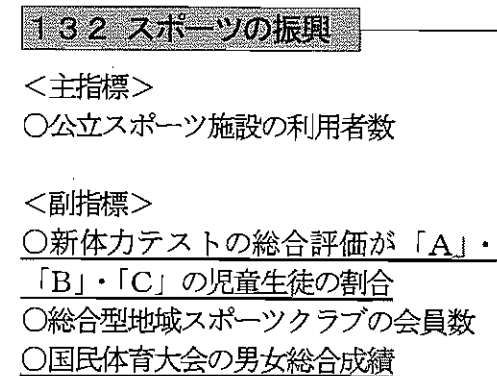 132 スポーツの振興
＜主指標＞
○公立スポーツ施設の利用者数
＜副指標＞
○新体力テストの総合評価が「A」・
「B」・「C」の児童生徒の割合
○総合型地域スポーツクラブの会員数
○国民体育大会の男女総合成績